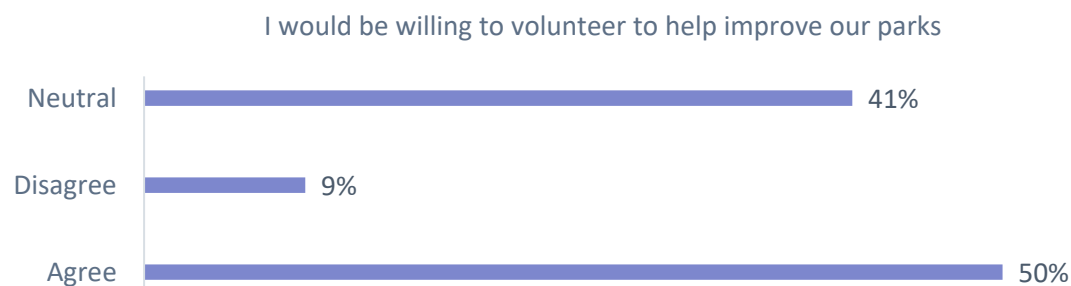 I would be willing to volunteer to help improve our parks
Neutral 41%
Disagree 9%
Agree 50%